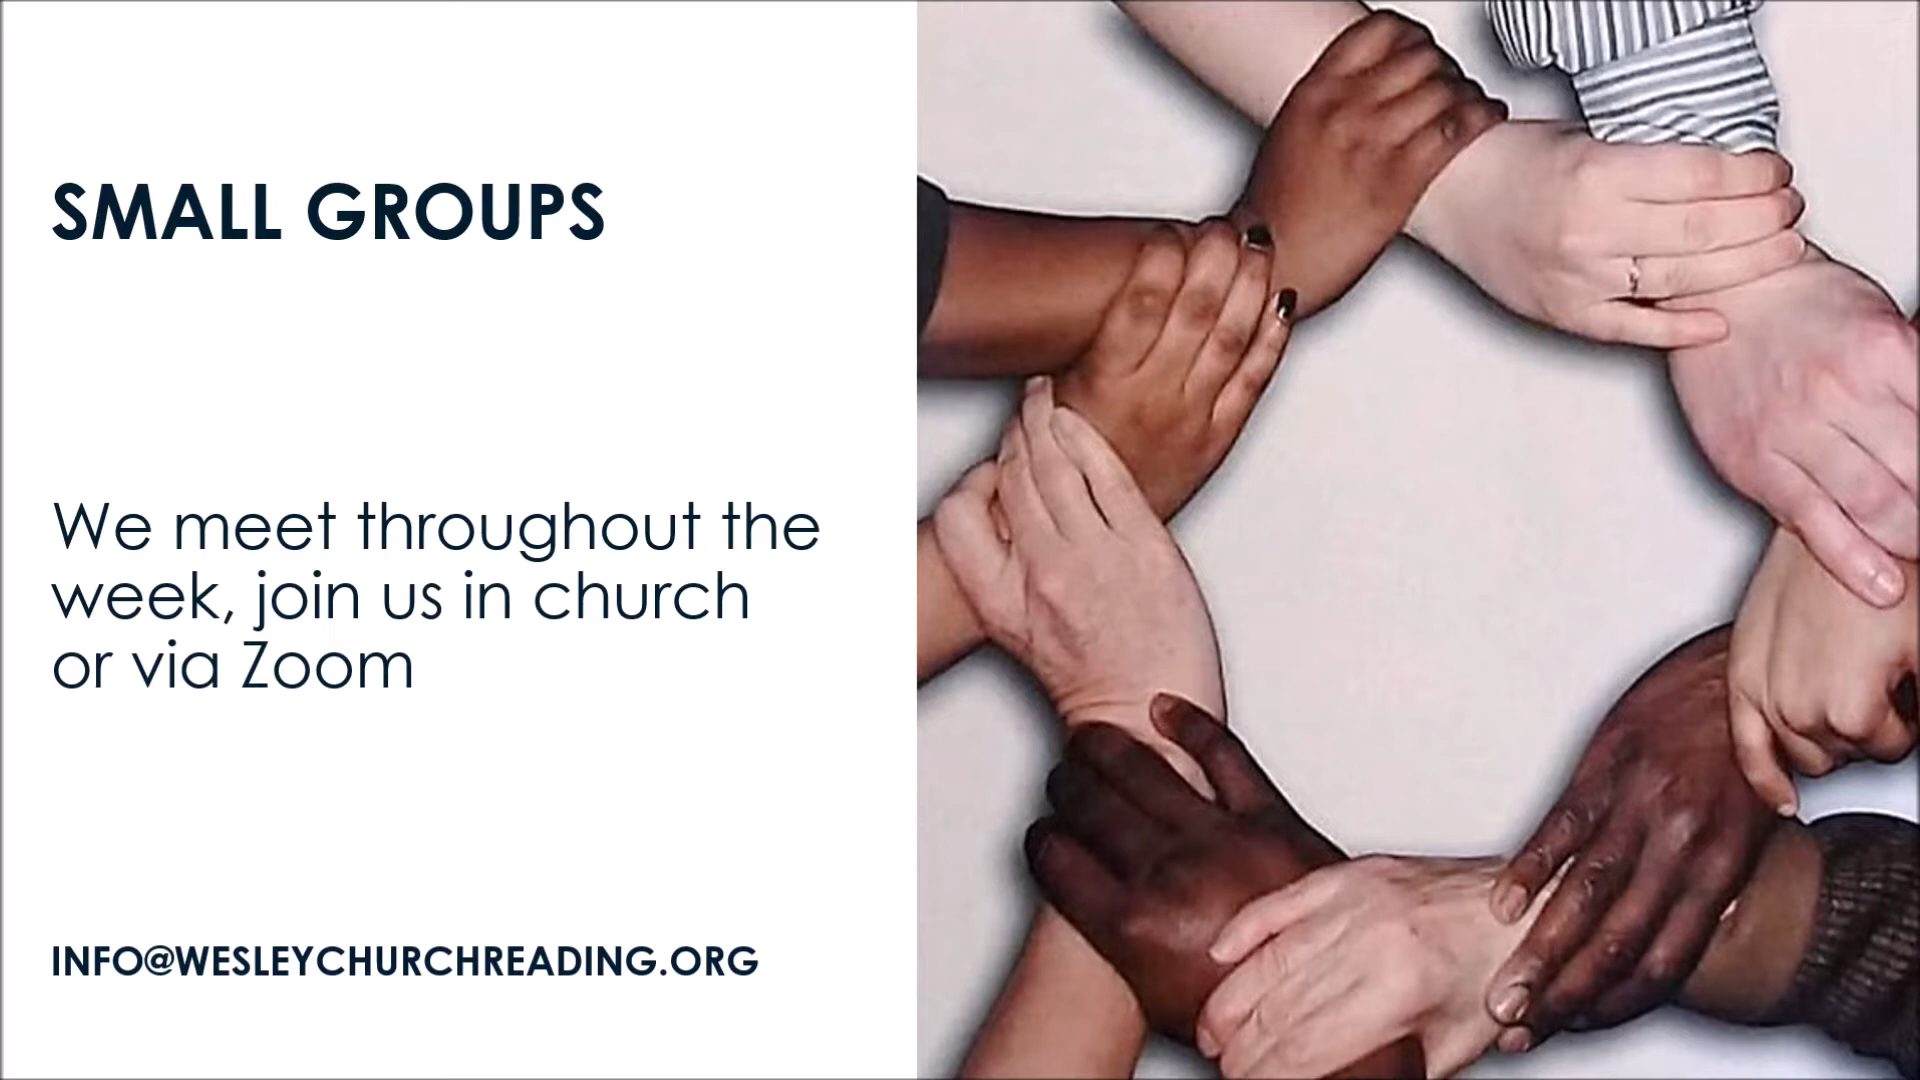 SMALL GROUPS
We meet throughout the
week, join us in church
or via Zoom
INFO@WESLEYCHURCHREADING.ORG